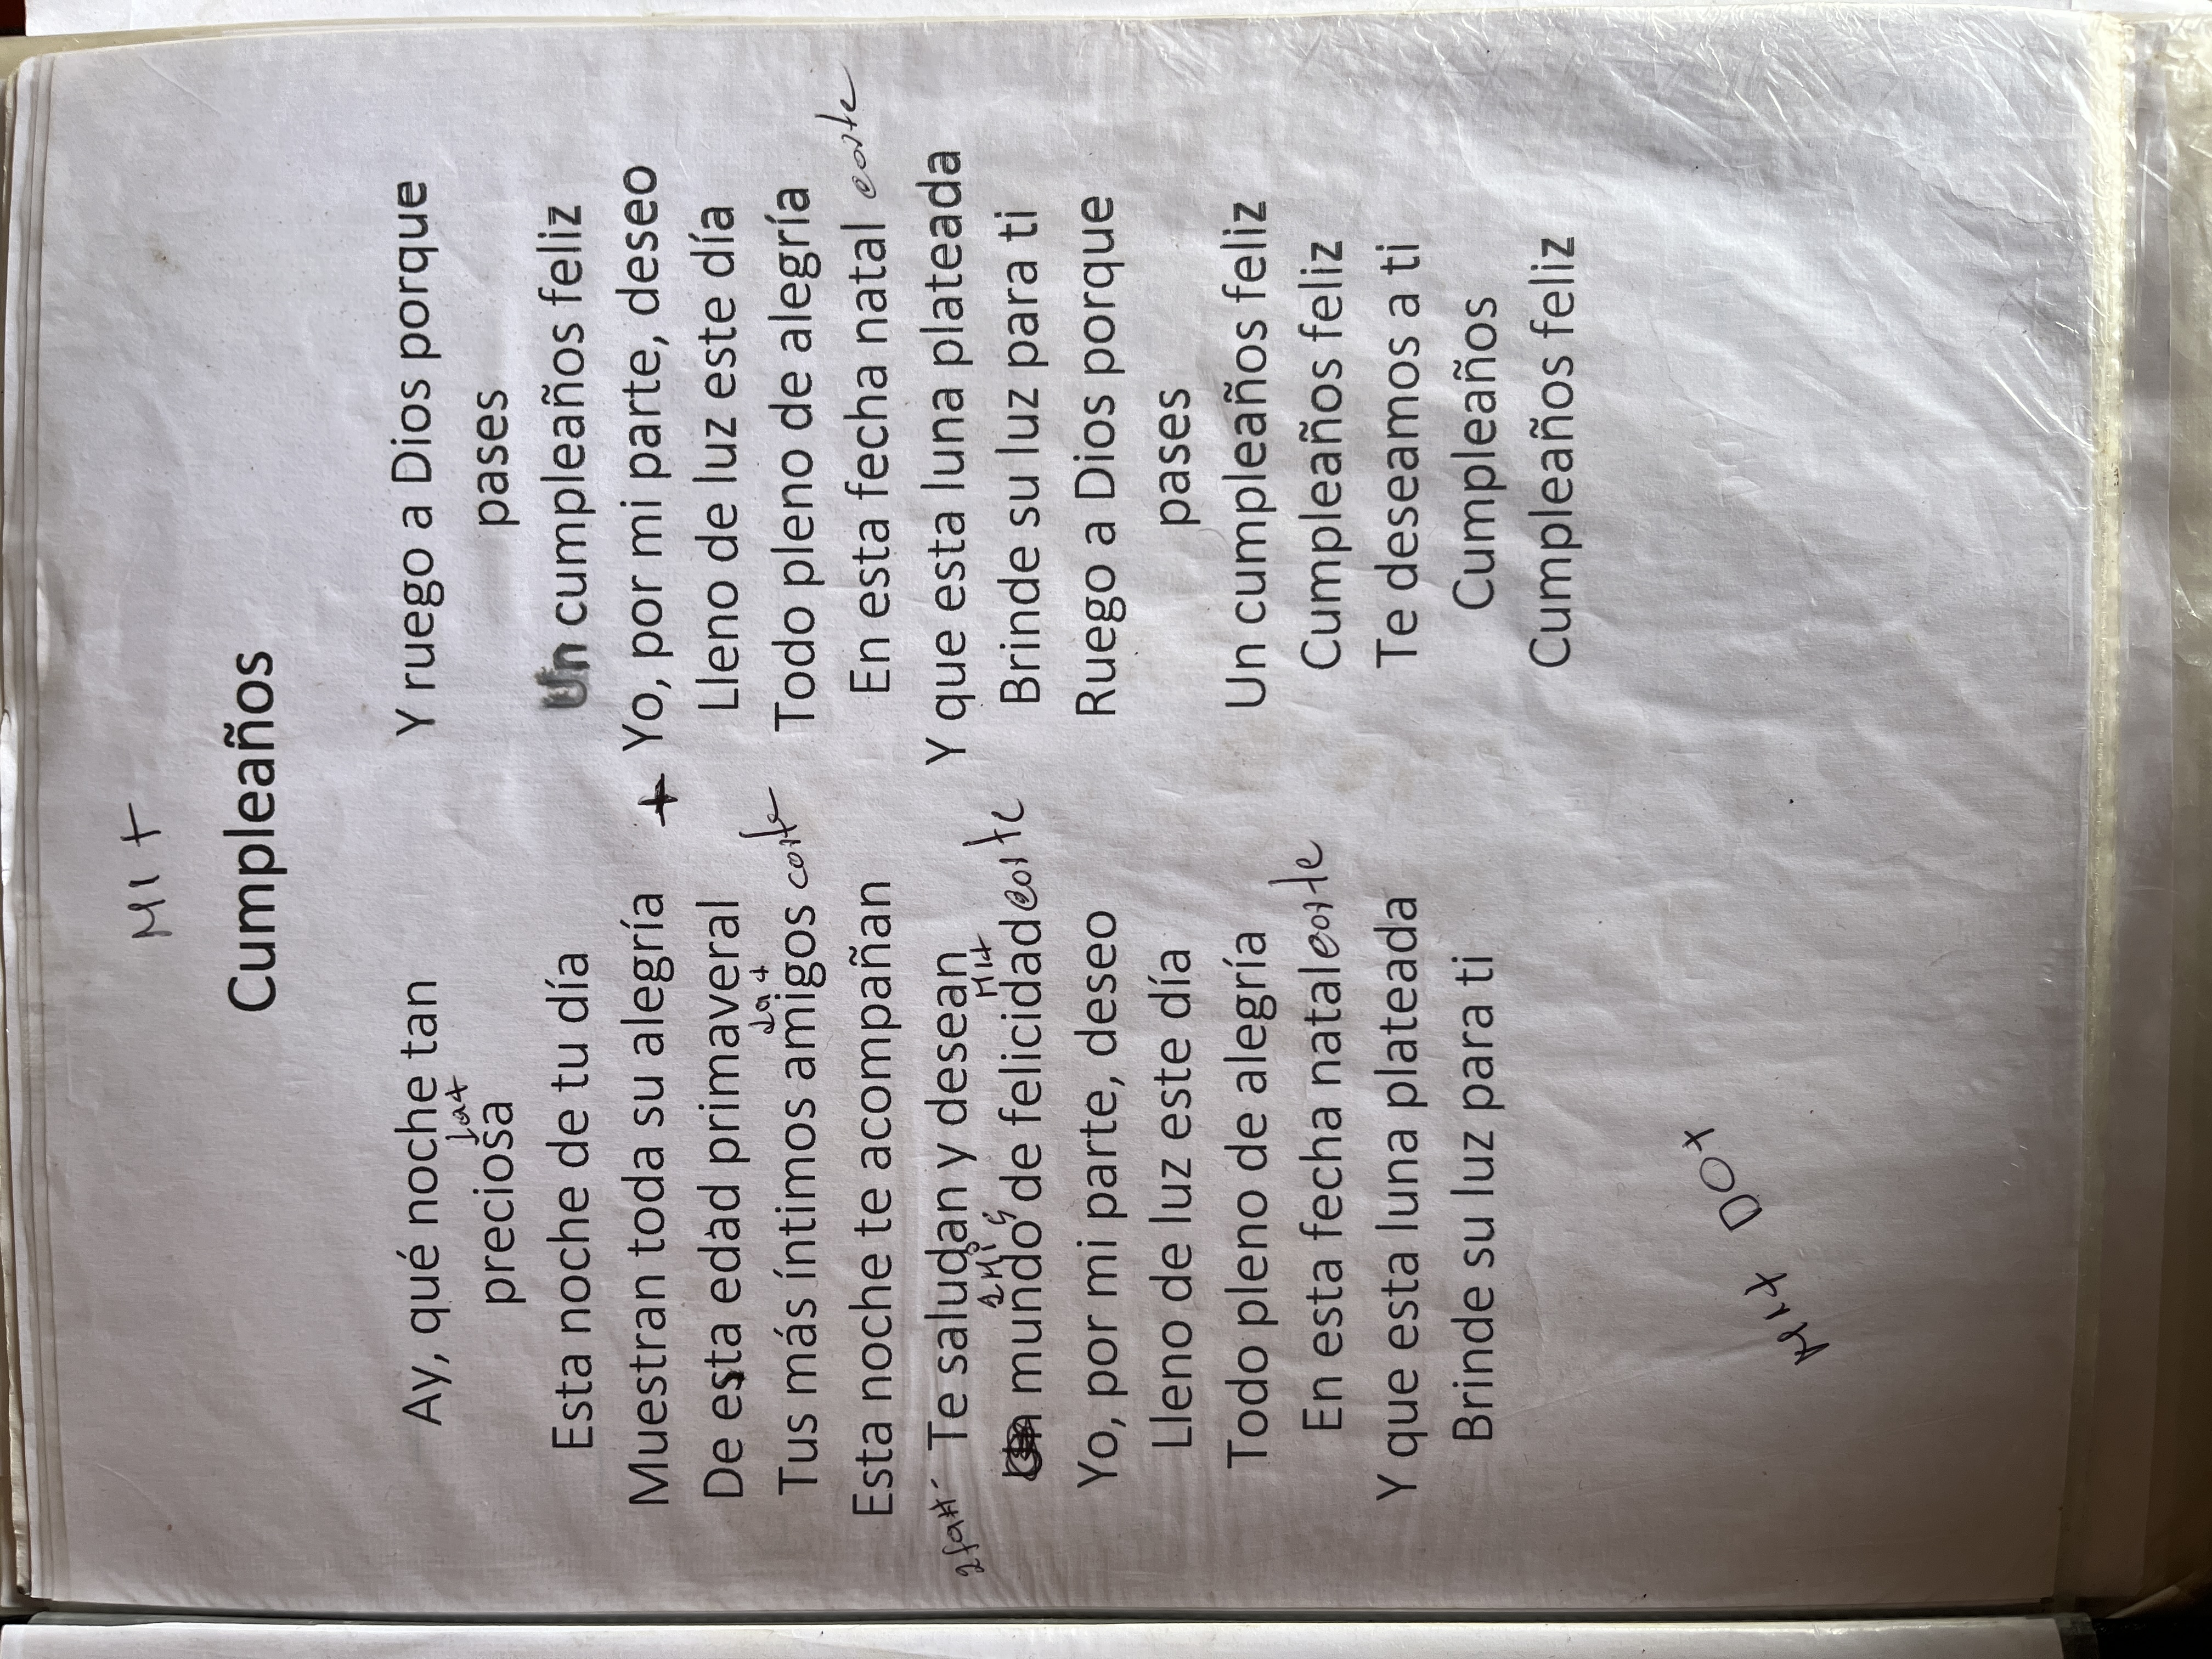 MI +
Cumpleaños
Ay, qué noche tan
la+
preciosa
Esta noche de tu día
Muestran toda su alegría
De esta edad primaveral
la +
Tus más íntimos amigos corte
Esta noche te acompañan
Te saludan y desean
MI+
Un mundo de felicidad corte
Yo, por mi parte, deseo
Lleno de luz este día
Todo pleno de alegría
En esta fecha natal corte
Y que esta luna plateada
Brinde su luz para ti
MI+ DO+
Y ruego a Dios porque
pases
Un cumpleaños feliz
+ Yo, por mi parte, deseo
Lleno de luz este día
Todo pleno de alegría
En esta fecha natal corte
Y que esta luna plateada
Brinde su luz para ti
Ruego a Dios porque
pases
Un cumpleaños feliz
Cumpleaños feliz
Te deseamos a ti
Cumpleaños
Cumpleaños feliz